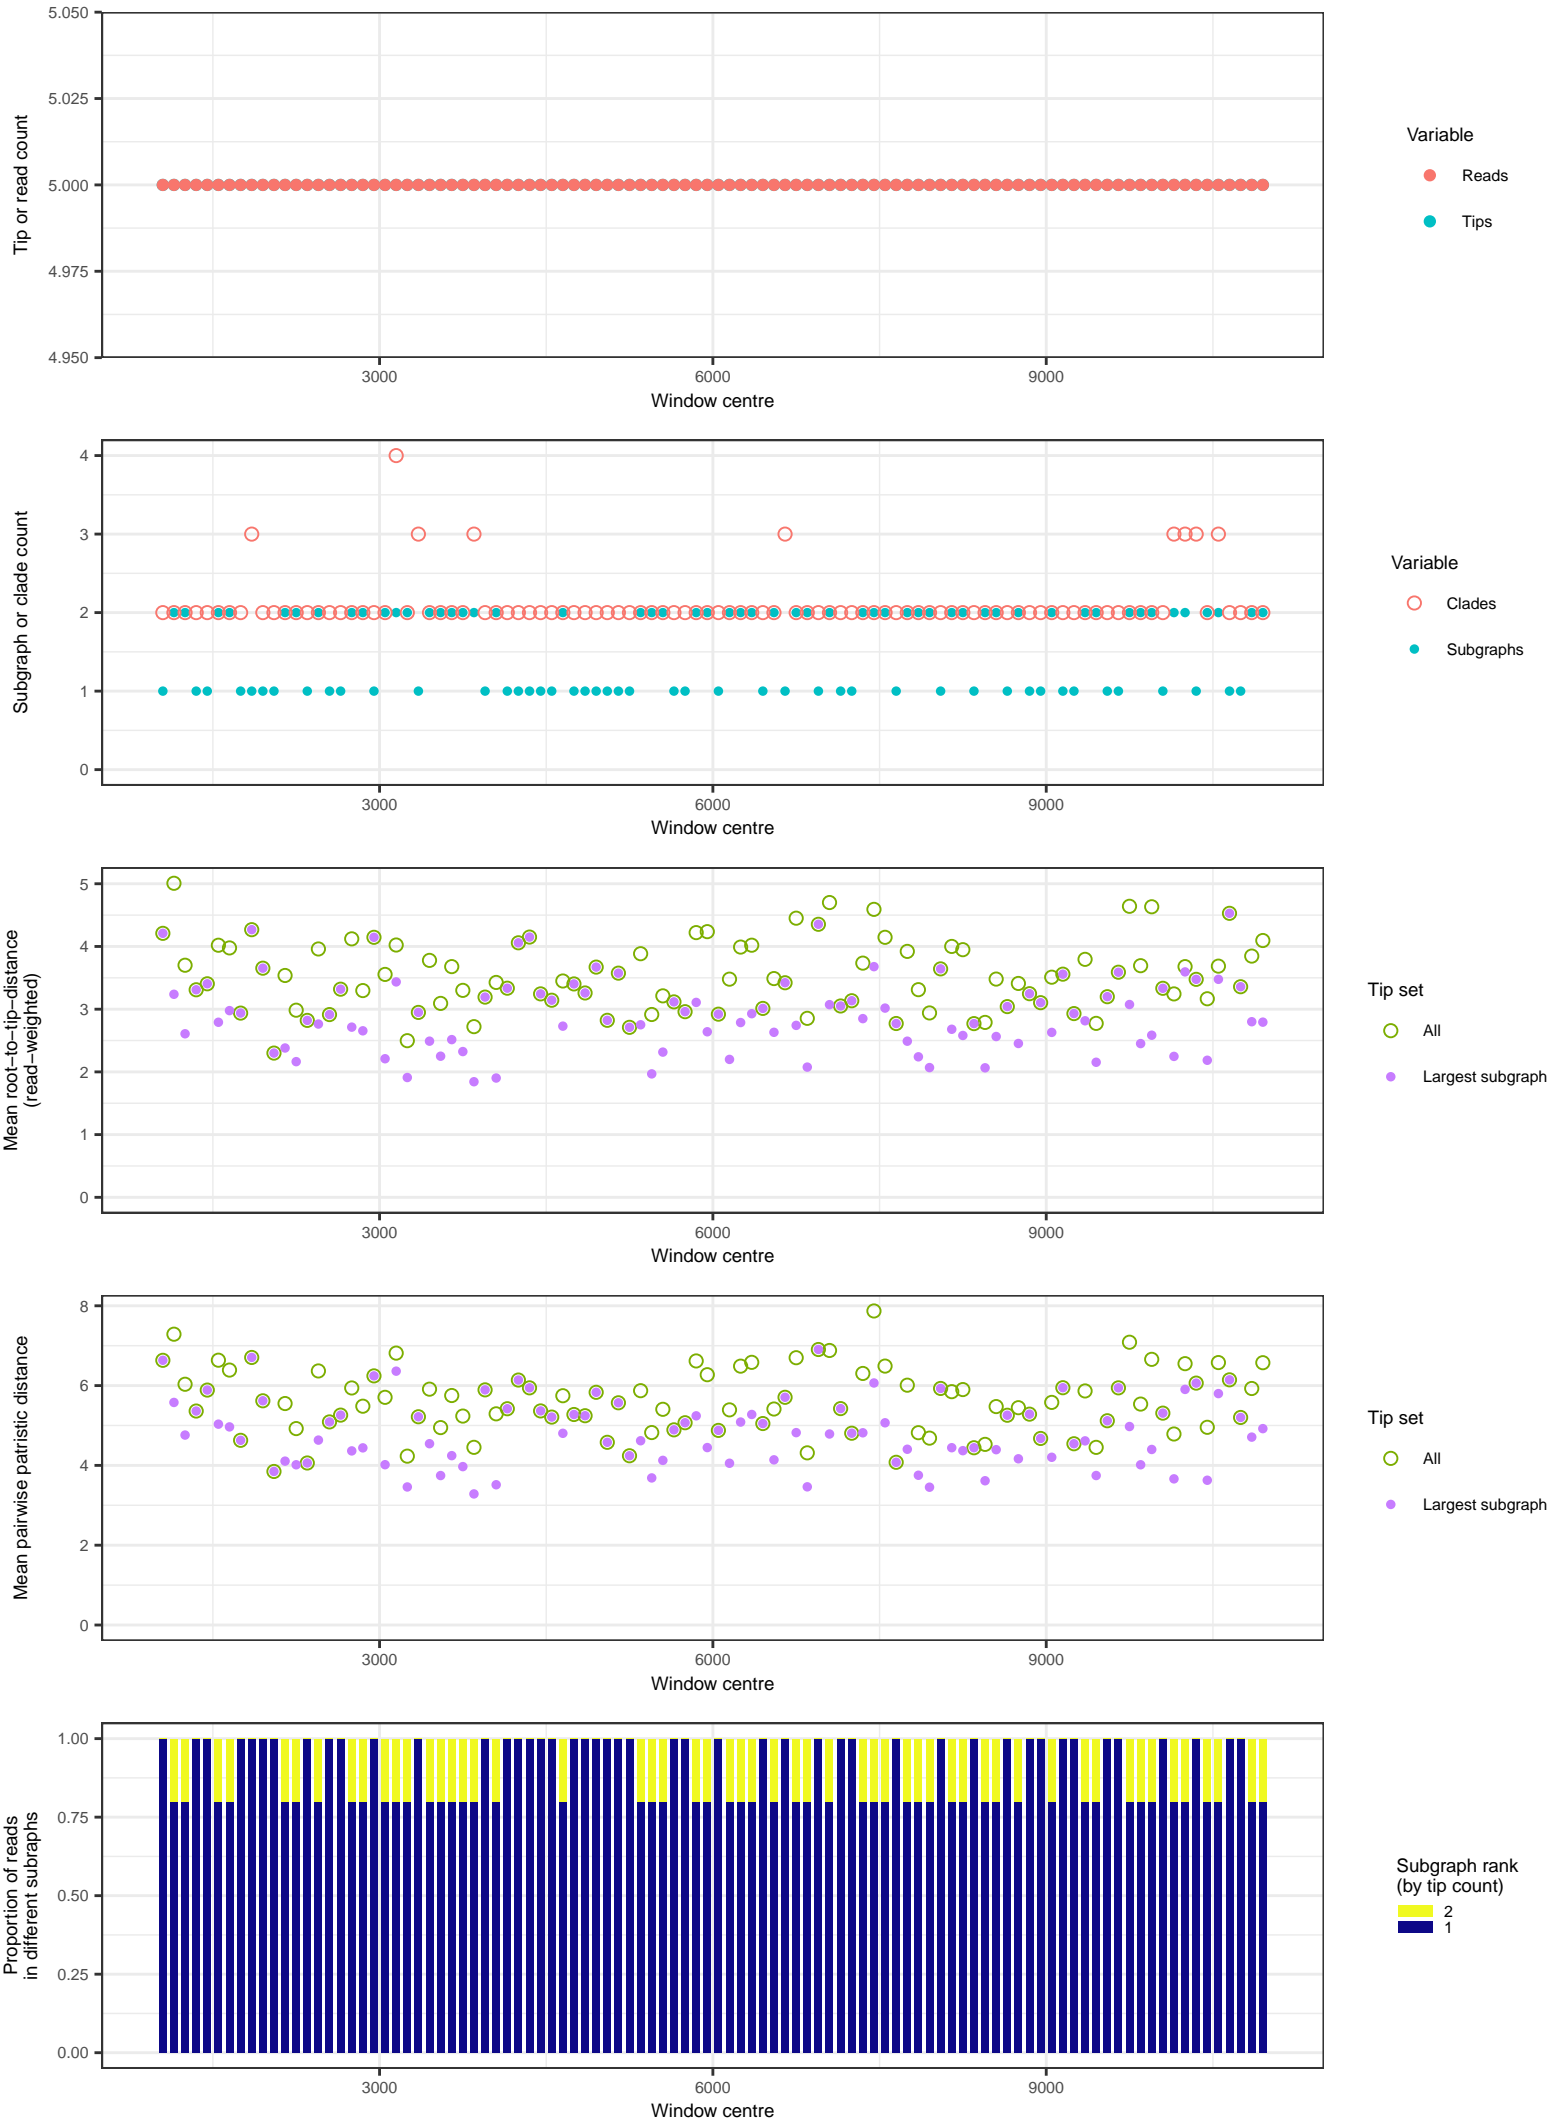 5.050
5.025
5.000
4.975
4.950
Tip or read count
3000
6000
9000
Window centre
Variable
Reads
Tips
4
3
2
1
0
Subgraph or clade count
3000
6000
9000
Window centre
Variable
Clades
Subgraphs
5
4
3
2
1
0
Mean root−to−tip−distance
(read−weighted)
3000
6000
9000
Window centre
Tip set
All
Largest subgraph
8
6
4
2
0
Mean pairwise patristic distance
3000
6000
9000
Window centre
Tip set
All
Largest subgraph
1.00
0.75
0.50
0.25
0.00
Proportion of reads
in different subraphs
3000
6000
9000
Window centre
Subgraph rank
(by tip count)
2
1